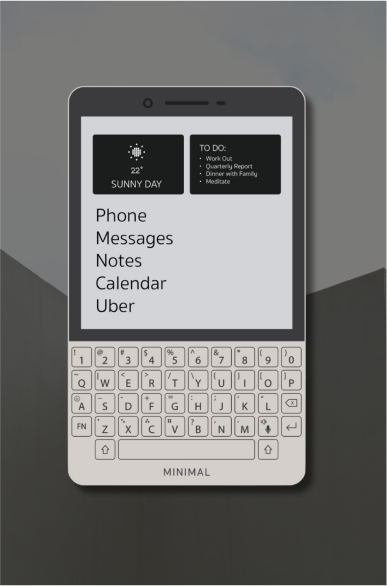 22°
SUNNY DAY
TO DO:
• Work Out
• Quarterly Report
• Dinner with Family
• Meditate
Phone
Messages
Notes
Calendar
Uber
! 1 @ 2 # 3 $ 4 % 5 ^ 6 & 7 * 8 ( 9 ) 0
~ Q | W < E > R / T \ Y { U } I [ O ] P
A – S - D + F = G : H ; J ' K " L
FN Z X C V ? B , N . M
MINIMAL